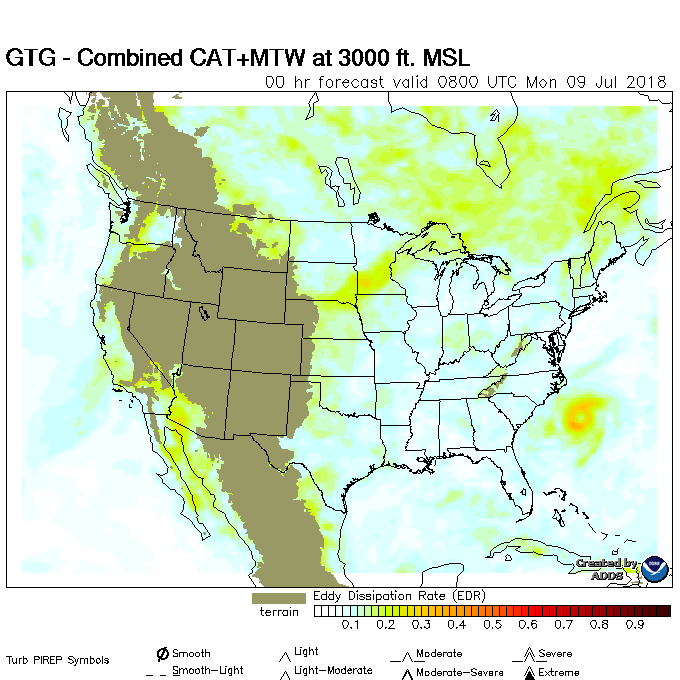 GTG - Combined CAT+MTW at 3000 ft. MSL
00 hr forecast valid 0800 UTC Mon 09 Jul 2018
Created by
ADDS
terrain
Eddy Dissipation Rate (EDR)
0.1 0.2 0.3 0.4 0.5 0.6 0.7 0.8 0.9
Turb PIREP Symbols
Smooth Light Moderate Severe
Smooth-Light Light-Moderate Moderate-Severe Extreme